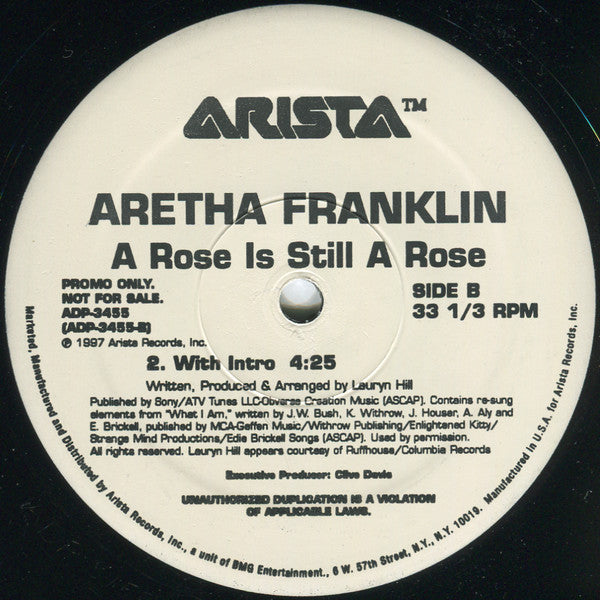 ARISTA™
ARETHA FRANKLIN
A Rose Is Still A Rose
PROMO ONLY.
NOT FOR SALE.
ADP-3455
(ADP-3455-B)
℗ 1997 Arista Records, Inc.
SIDE B
33 1/3 RPM
2. With Intro 4:25
Written, Produced & Arranged by Lauryn Hill
Published by Sony/ATV Tunes LLC-Obverse Creation Music (ASCAP). Contains re-sung
elements from "What I Am," written by J.W. Bush, K. Withrow, J. Houser, A. Aly and
E. Brickell, published by MCA-Geffen Music/Withrow Publishing/Enlightened Kitty/
Strange Mind Productions/Edie Brickell Songs (ASCAP). Used by permission.
All rights reserved. Lauryn Hill appears courtesy of Ruffhouse/Columbia Records
Executive Producer: Clive Davis
UNAUTHORIZED DUPLICATION IS A VIOLATION
OF APPLICABLE LAWS.
Marketed, Manufactured and Distributed by Arista Records, Inc., a unit of BMG Entertainment., 6 W. 57th Street, N.Y., N.Y. 10019. Manufactured in U.S.A. for Arista Records, Inc.